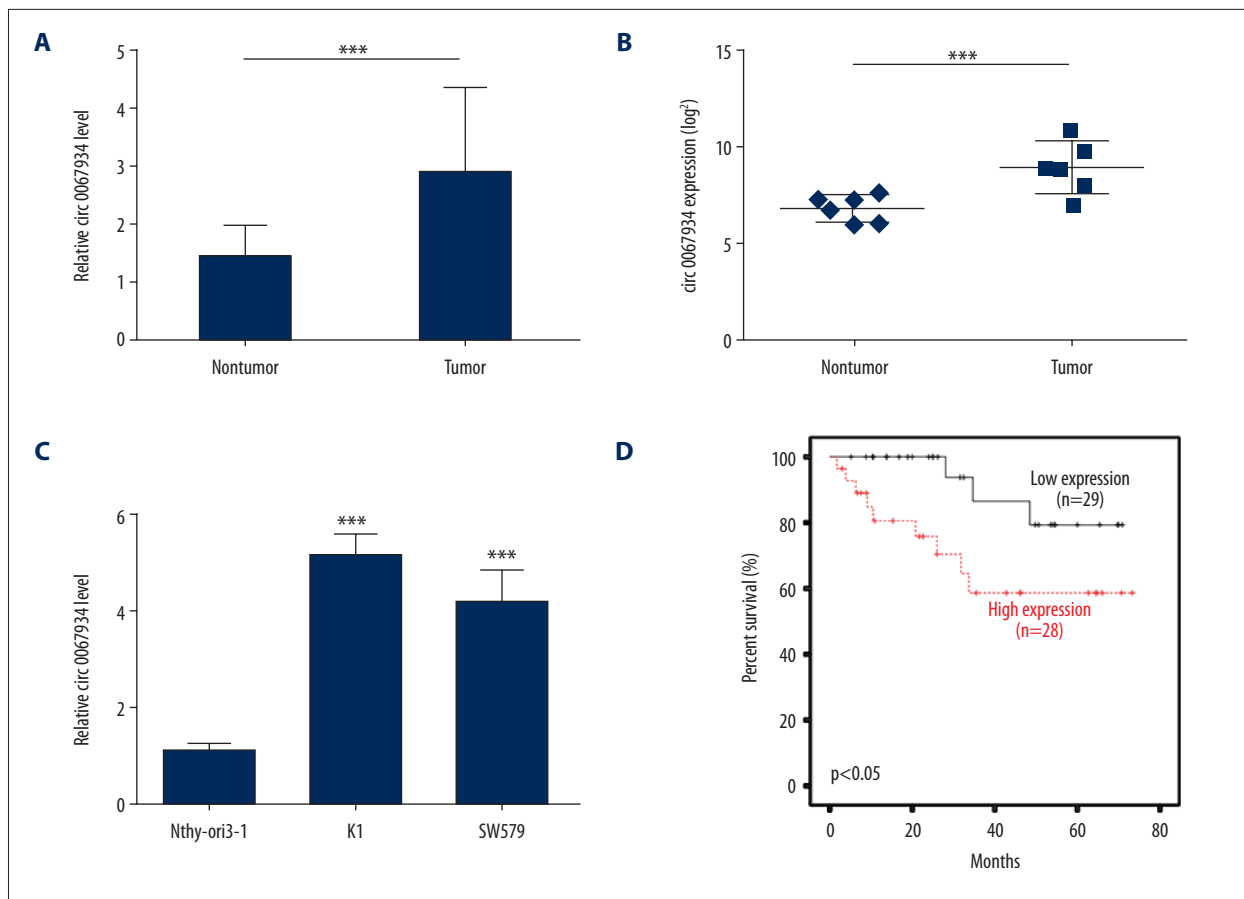 A
5
4
3
2
1
0
Relative circ 0067934 level
***
Nontumor
Tumor
B
15
10
5
0
circ 0067934 expression (log²)
***
Nontumor
Tumor
C
6
4
2
0
Relative circ 0067934 level
***
***
Nthy-ori3-1
K1
SW579
D
100
80
60
40
20
0
Percent survival (%)
Low expression
(n=29)
High expression
(n=28)
p<0.05
0
20
40
60
80
Months